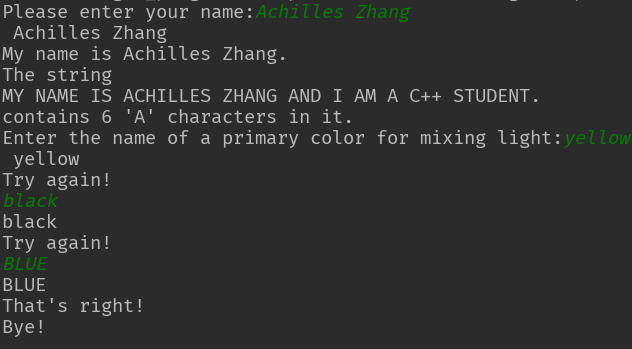 Please enter your name:Achilles Zhang
 Achilles Zhang
My name is Achilles Zhang.
The string
MY NAME IS ACHILLES ZHANG AND I AM A C++ STUDENT.
contains 6 'A' characters in it.
Enter the name of a primary color for mixing light:yellow
 yellow
Try again!
black
black
Try again!
BLUE
BLUE
That's right!
Bye!